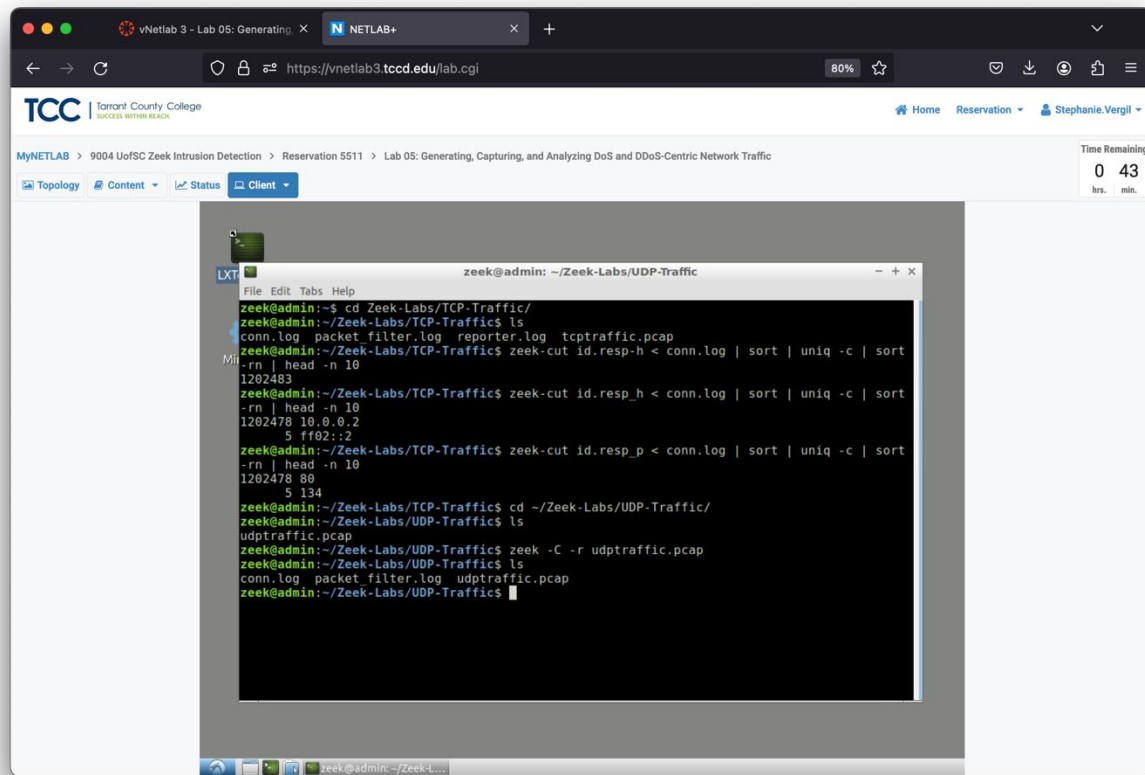 vNetlab 3 - Lab 05: Generating,
NETLAB+
https://vnetlab3.tccd.edu/lab.cgi
80%
TCC Tarrant County College
SUCCESS WITHIN REACH.
Home Reservation Stephanie.Vergil
MyNETLAB > 9004 UofSC Zeek Intrusion Detection > Reservation 5511 > Lab 05: Generating, Capturing, and Analyzing DoS and DDoS-Centric Network Traffic
Time Remaining
0 43
hrs. min.
Topology Content Status Client
LXT
zeek@admin: ~/Zeek-Labs/UDP-Traffic
File Edit Tabs Help
Mi
zeek@admin:~$ cd Zeek-Labs/TCP-Traffic/
zeek@admin:~/Zeek-Labs/TCP-Traffic$ ls
conn.log packet_filter.log reporter.log tcptraffic.pcap
zeek@admin:~/Zeek-Labs/TCP-Traffic$ zeek-cut id.resp-h < conn.log | sort | uniq -c | sort
-rn | head -n 10
1202483
zeek@admin:~/Zeek-Labs/TCP-Traffic$ zeek-cut id.resp_h < conn.log | sort | uniq -c | sort
-rn | head -n 10
1202478 10.0.0.2
5 ff02::2
zeek@admin:~/Zeek-Labs/TCP-Traffic$ zeek-cut id.resp_p < conn.log | sort | uniq -c | sort
-rn | head -n 10
1202478 80
5 134
zeek@admin:~/Zeek-Labs/TCP-Traffic$ cd ~/Zeek-Labs/UDP-Traffic/
zeek@admin:~/Zeek-Labs/UDP-Traffic$ ls
udptraffic.pcap
zeek@admin:~/Zeek-Labs/UDP-Traffic$ zeek -C -r udptraffic.pcap
zeek@admin:~/Zeek-Labs/UDP-Traffic$ ls
conn.log packet_filter.log udptraffic.pcap
zeek@admin:~/Zeek-Labs/UDP-Traffic$
zeek@admin: ~/Zeek-L...